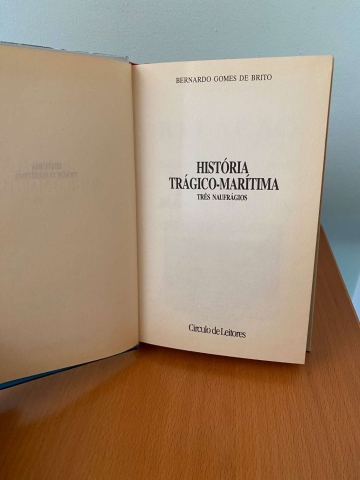 BERNARDO GOMES DE BRITO
HISTÓRIA
TRÁGICO-MARÍTIMA
TRÊS NAUFRÁGIOS
Círculo de Leitores